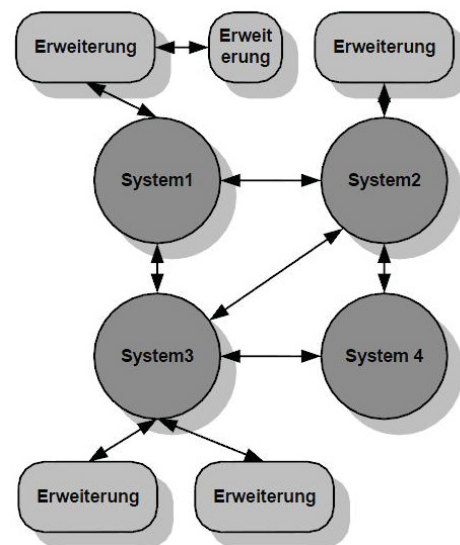 Erweiterung
Erweit
erung
Erweiterung
System1
System2
System3
System 4
Erweiterung
Erweiterung